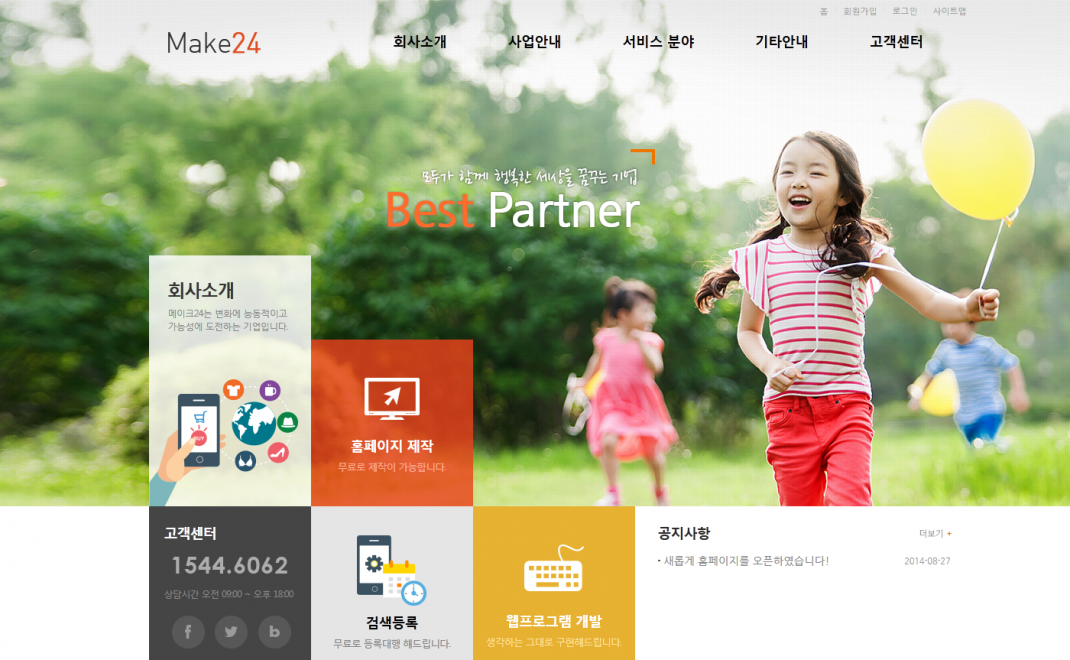 홈 회원가입 로그인 사이트맵
Make24
회사소개 사업안내 서비스 분야 기타안내 고객센터
모두가 함께 행복한 세상을 꿈꾸는 기업
Best Partner
회사소개
메이크24는 변화에 능동적이고
가능성에 도전하는 기업입니다.
BUY
홈페이지 제작
무료로 제작이 가능합니다.
고객센터
1544.6062
상담시간 오전 09:00 ~ 오후 18:00
f b
검색등록
무료로 등록대행 해드립니다.
웹프로그램 개발
생각하는 그대로 구현해드립니다.
공지사항 더보기 +
• 새롭게 홈페이지를 오픈하였습니다! 2014-08-27